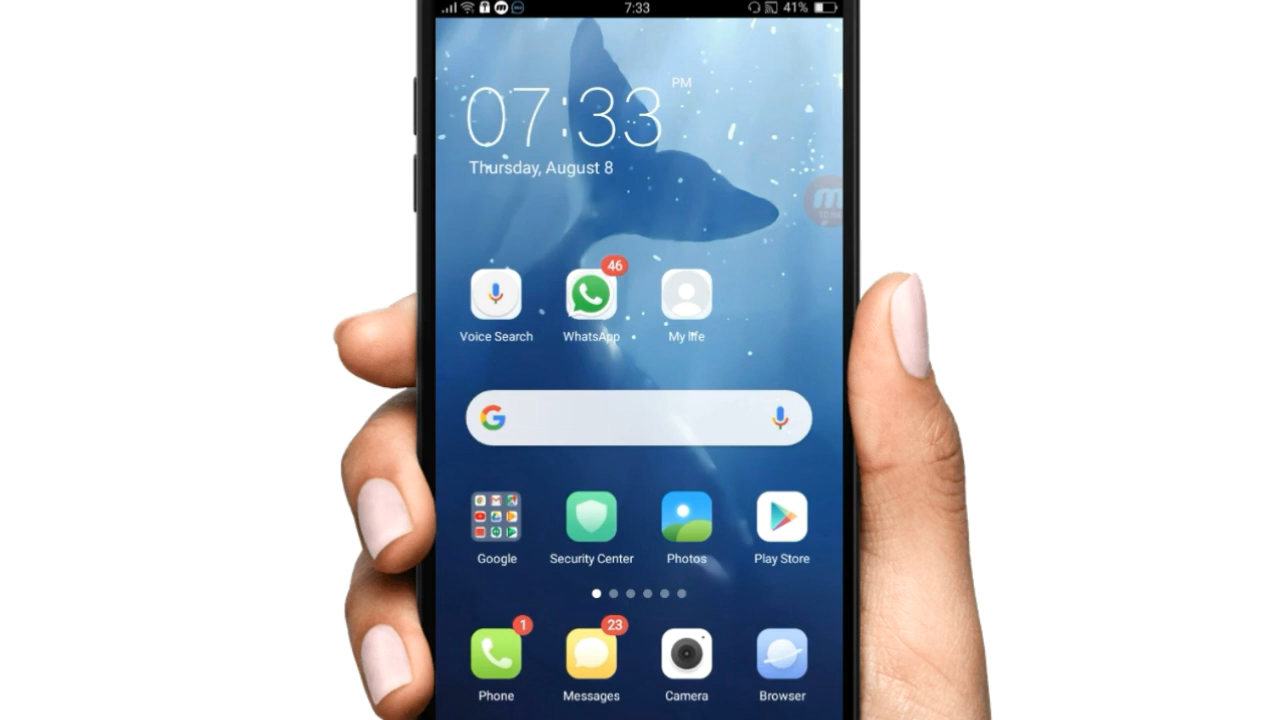 7:33
41%
07:33 PM
Thursday, August 8
46
Voice Search
WhatsApp
My life
Google
Security Center
Photos
Play Store
1
23
Phone
Messages
Camera
Browser